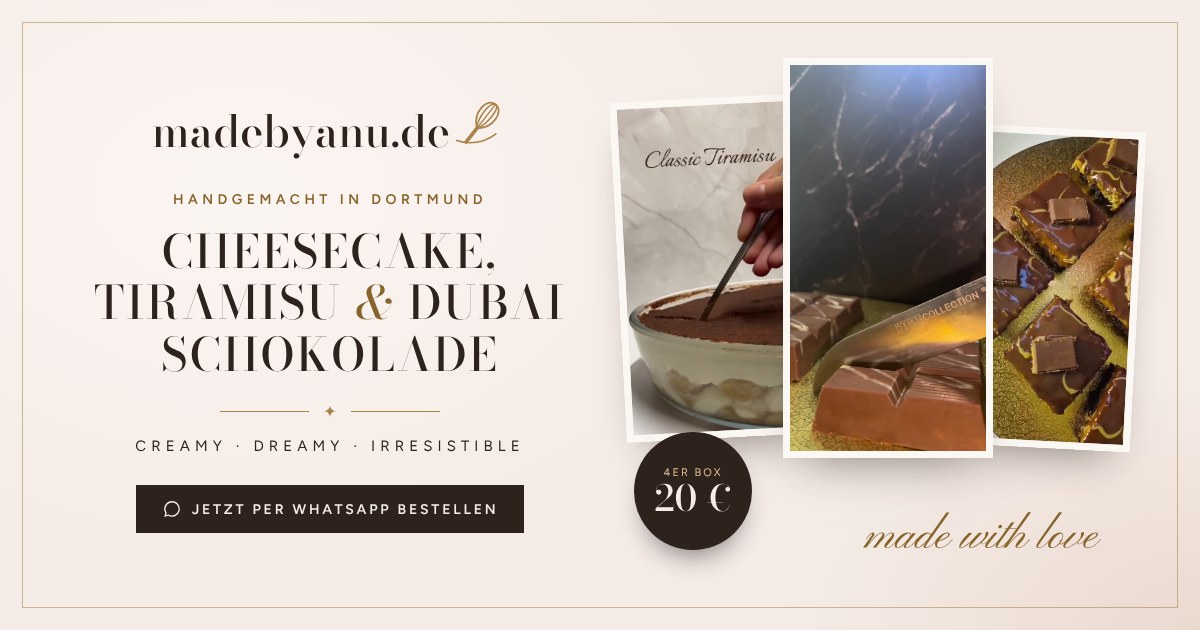 madebyanu.de
HANDGEMACHT IN DORTMUND
CHEESECAKE,
TIRAMISU & DUBAI
SCHOKOLADE
CREAMY · DREAMY · IRRESISTIBLE
JETZT PER WHATSAPP BESTELLEN
Classic Tiramisu
COLLECTION
4ER BOX
20 €
made with love